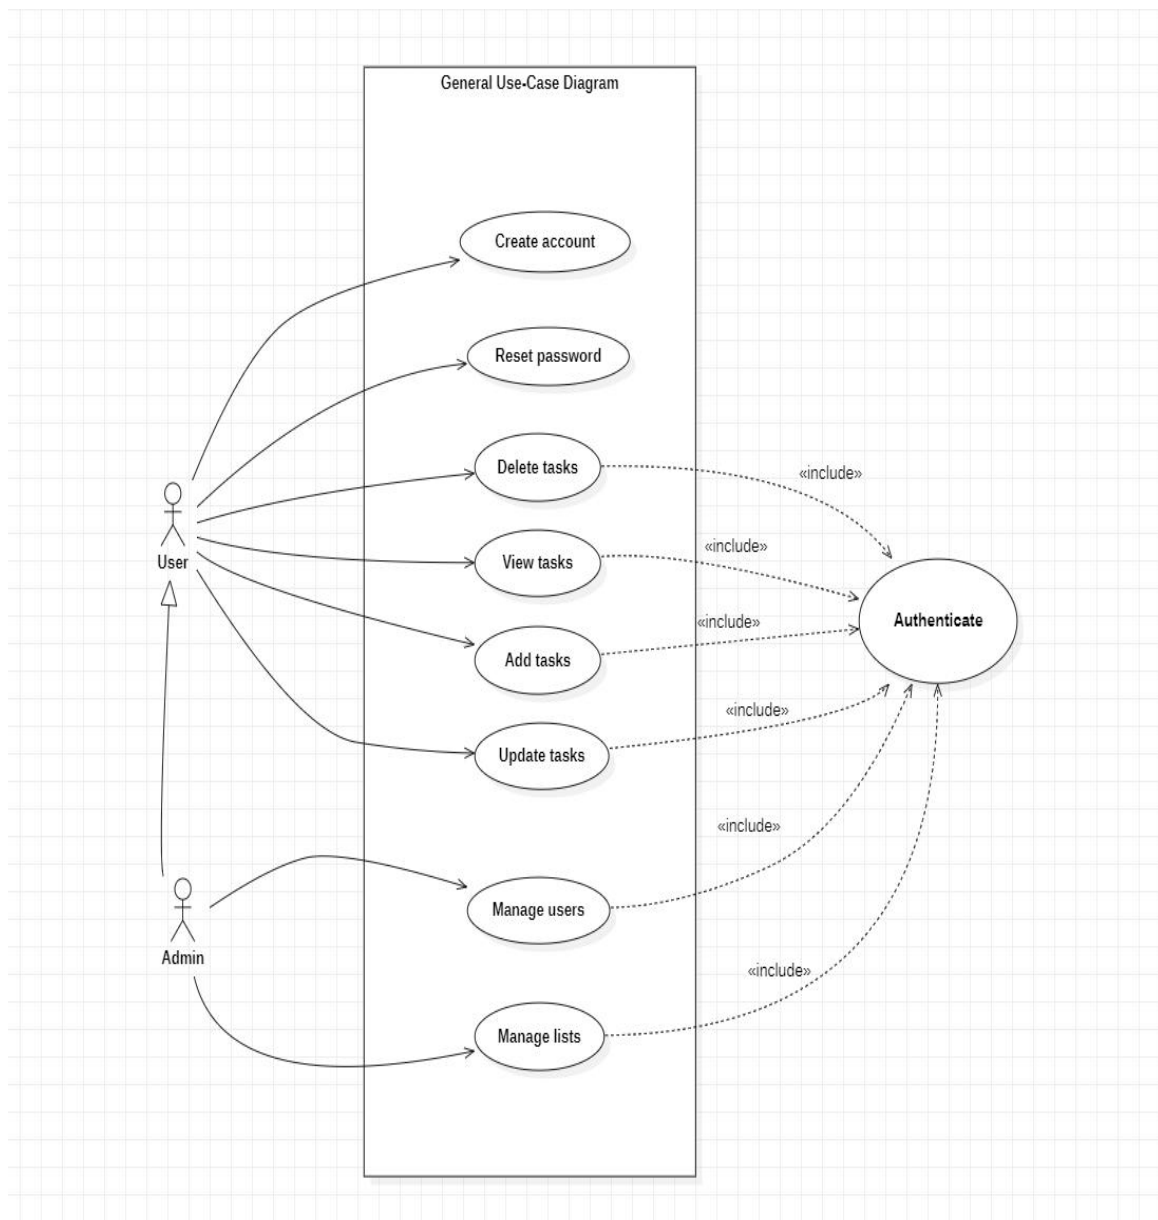 General Use-Case Diagram
Create account
Reset password
Delete tasks
«include»
User
View tasks
«include»
Authenticate
Add tasks
«include»
Update tasks
«include»
«include»
Admin
Manage users
«include»
Manage lists